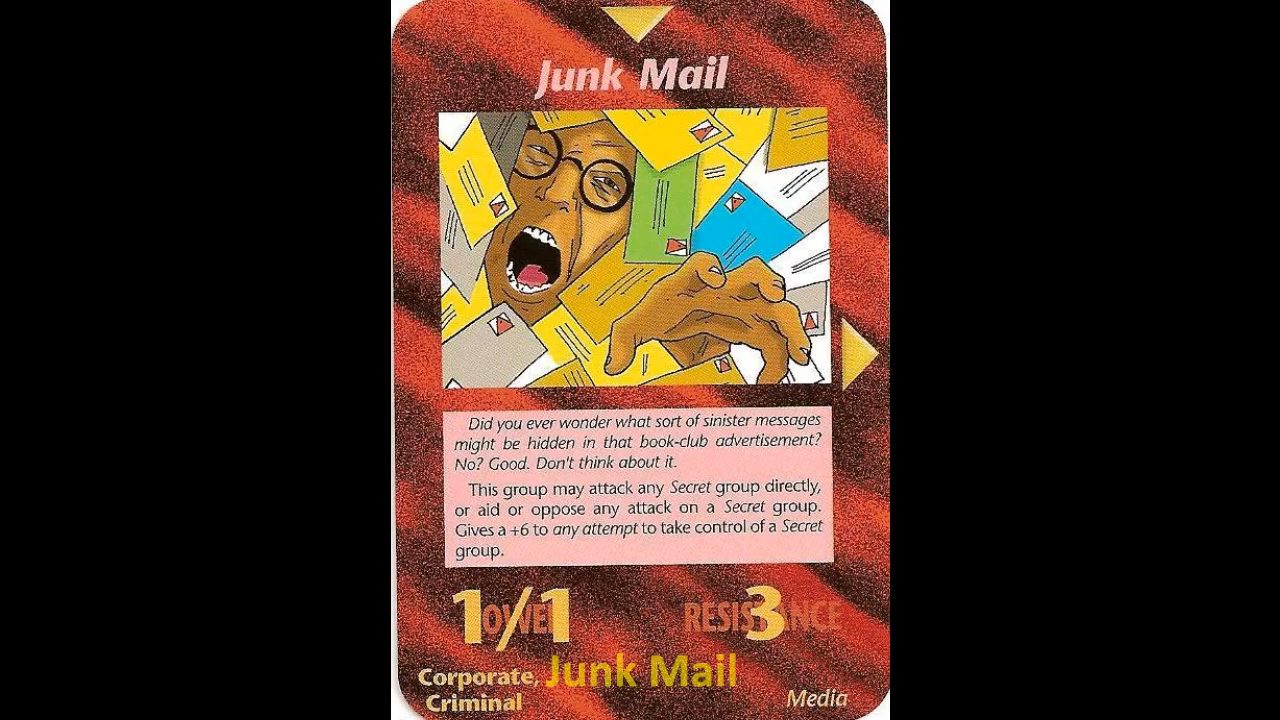 Junk Mail
Did you ever wonder what sort of sinister messages
might be hidden in that book-club advertisement?
No? Good. Don't think about it.
This group may attack any Secret group directly,
or aid or oppose any attack on a Secret group.
Gives a +6 to any attempt to take control of a Secret
group.
POWER 1/1
RESISTANCE 3
Corporate,
Criminal
Junk Mail
Media